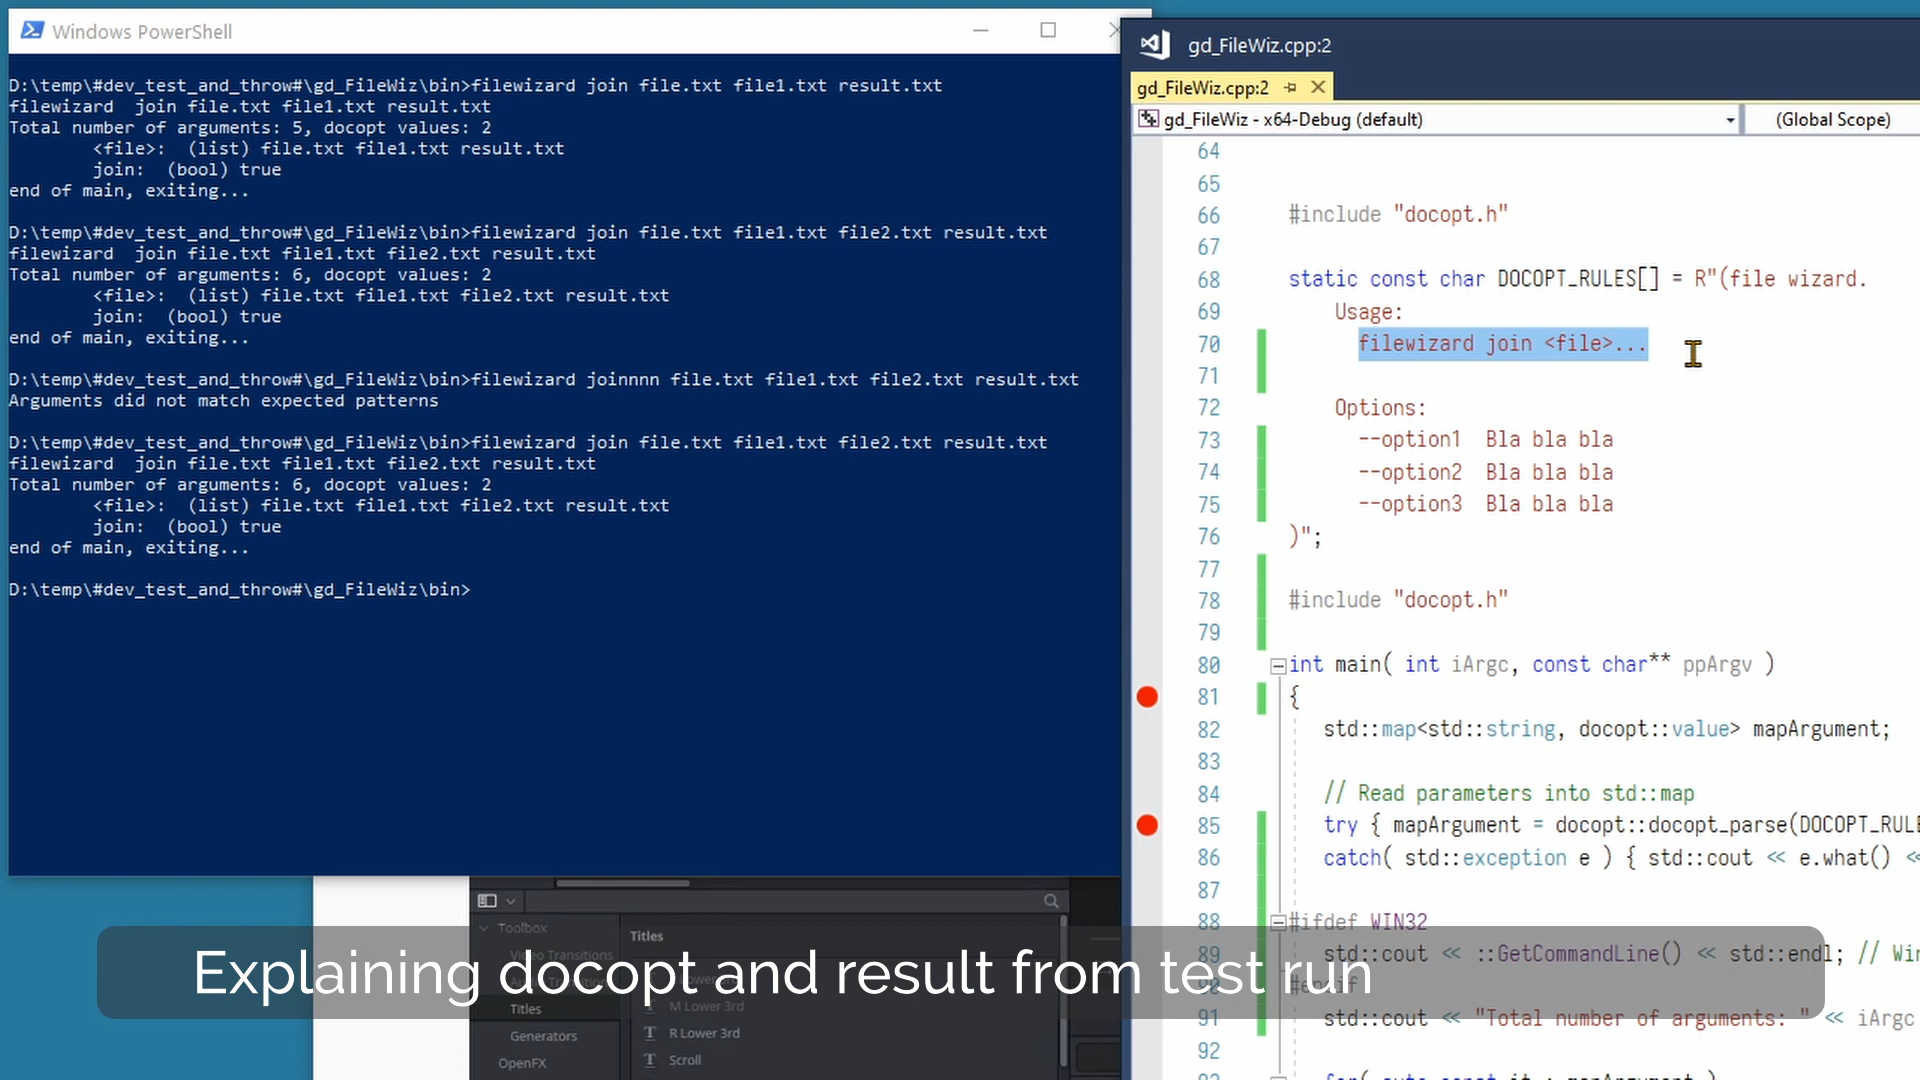 Windows PowerShell
D:\temp\#dev_test_and_throw#\gd_FileWiz\bin>filewizard join file.txt file1.txt result.txt
filewizard  join file.txt file1.txt result.txt
Total number of arguments: 5, docopt values: 2
<file>:  (list) file.txt file1.txt result.txt
join:  (bool) true
end of main, exiting...
D:\temp\#dev_test_and_throw#\gd_FileWiz\bin>filewizard join file.txt file1.txt file2.txt result.txt
filewizard  join file.txt file1.txt file2.txt result.txt
Total number of arguments: 6, docopt values: 2
<file>:  (list) file.txt file1.txt file2.txt result.txt
join:  (bool) true
end of main, exiting...
D:\temp\#dev_test_and_throw#\gd_FileWiz\bin>filewizard joinnnn file.txt file1.txt file2.txt result.txt
Arguments did not match expected patterns
D:\temp\#dev_test_and_throw#\gd_FileWiz\bin>filewizard join file.txt file1.txt file2.txt result.txt
filewizard  join file.txt file1.txt file2.txt result.txt
Total number of arguments: 6, docopt values: 2
<file>:  (list) file.txt file1.txt file2.txt result.txt
join:  (bool) true
end of main, exiting...
D:\temp\#dev_test_and_throw#\gd_FileWiz\bin>
gd_FileWiz.cpp:2
gd_FileWiz.cpp:2
gd_FileWiz - x64-Debug (default) (Global Scope)
64
65
66 #include "docopt.h"
67
68 static const char DOCOPT_RULES[] = R"(file wizard.
69 Usage:
70 filewizard join <file>...
71
72 Options:
73 --option1  Bla bla bla
74 --option2  Bla bla bla
75 --option3  Bla bla bla
76 )";
77
78 #include "docopt.h"
79
80 int main( int iArgc, const char** ppArgv )
81 {
82 std::map<std::string, docopt::value> mapArgument;
83
84 // Read parameters into std::map
85 try { mapArgument = docopt::docopt_parse(DOCOPT_RULE
86 catch( std::exception e ) { std::cout << e.what() <<
87
88 #ifdef WIN32
89 std::cout << ::GetCommandLine() << std::endl; // Win
90 #endif
91 std::cout << "Total number of arguments: " << iArgc
92
Toolbox
Video Transitions
Titles
Generators
OpenFX
Titles
M Lower 3rd
R Lower 3rd
Scroll
Explaining docopt and result from test run